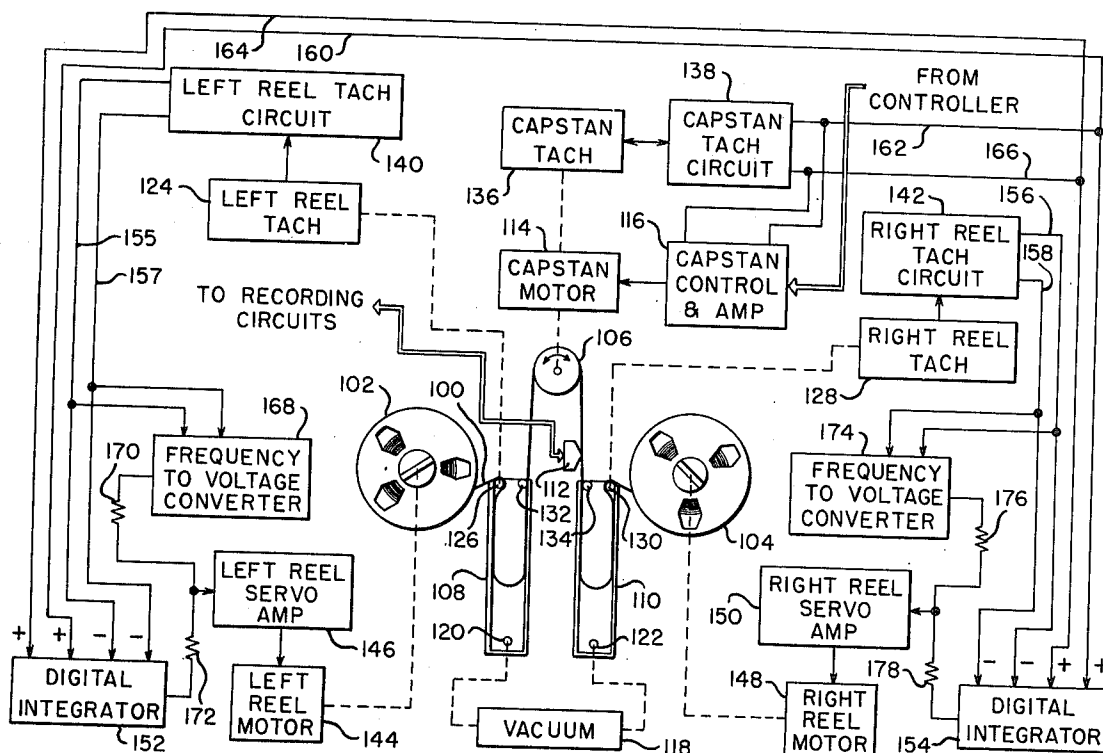 164
160
LEFT REEL TACH
CIRCUIT
140
138
FROM
CONTROLLER
CAPSTAN
TACH
136
CAPSTAN
TACH
CIRCUIT
162
166
124
LEFT REEL
TACH
142
156
114
116
155
158
157
CAPSTAN
MOTOR
CAPSTAN
CONTROL
& AMP
RIGHT REEL
TACH
CIRCUIT
TO RECORDING
CIRCUITS
106
RIGHT REEL
TACH
128
102
100
168
174
170
FREQUENCY
TO VOLTAGE
CONVERTER
112
132
126
134
130
104
FREQUENCY
TO VOLTAGE
CONVERTER
176
108
110
LEFT REEL
SERVO
AMP
146
150
RIGHT REEL
SERVO
AMP
120
122
+ + - -
- - + +
172
178
DIGITAL
INTEGRATOR
152
LEFT
REEL
MOTOR
144
VACUUM
118
148
RIGHT
REEL
MOTOR
154
DIGITAL
INTEGRATOR